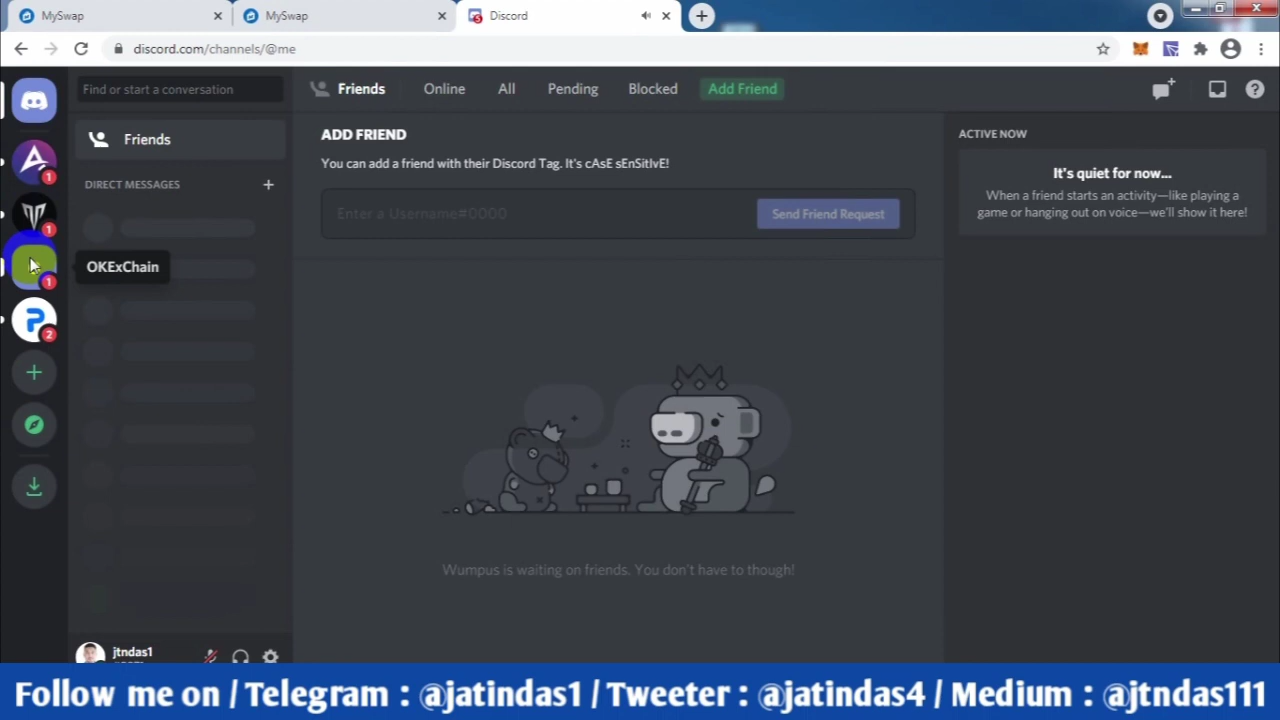 MySwap
MySwap
Discord
discord.com/channels/@me
Find or start a conversation
Friends
Online
All
Pending
Blocked
Add Friend
Friends
DIRECT MESSAGES
ADD FRIEND
You can add a friend with their Discord Tag. It's cAsE sEnSitIvE!
Enter a Username#0000
Send Friend Request
ACTIVE NOW
It's quiet for now...
When a friend starts an activity—like playing a
game or hanging out on voice—we'll show it here!
1
1
OKExChain
1
2
Wumpus is waiting on friends. You don't have to though!
jtndas1
Follow me on / Telegram : @jatindas1 / Tweeter : @jatindas4 / Medium : @jtndas111